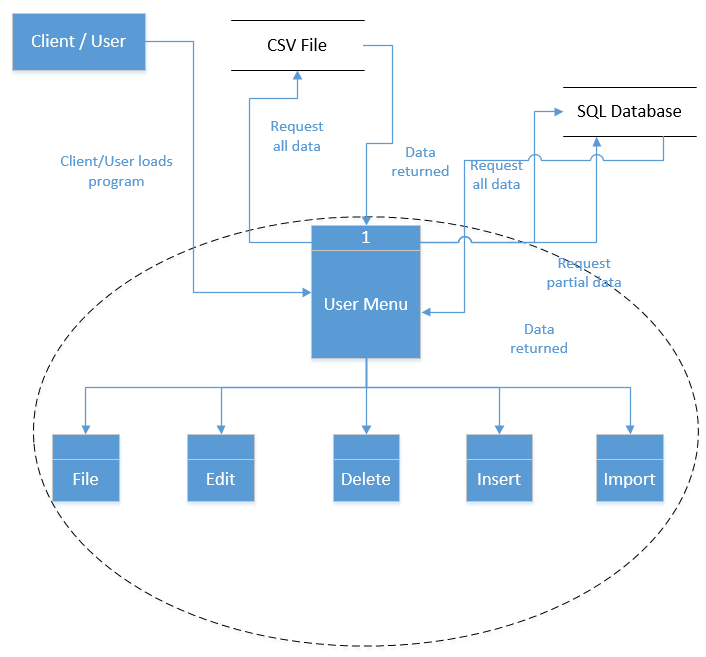 Client / User
CSV File
SQL Database
Request
all data
Data
returned
Request
all data
Client/User loads
program
1
User Menu
Request
partial data
Data
returned
File
Edit
Delete
Insert
Import